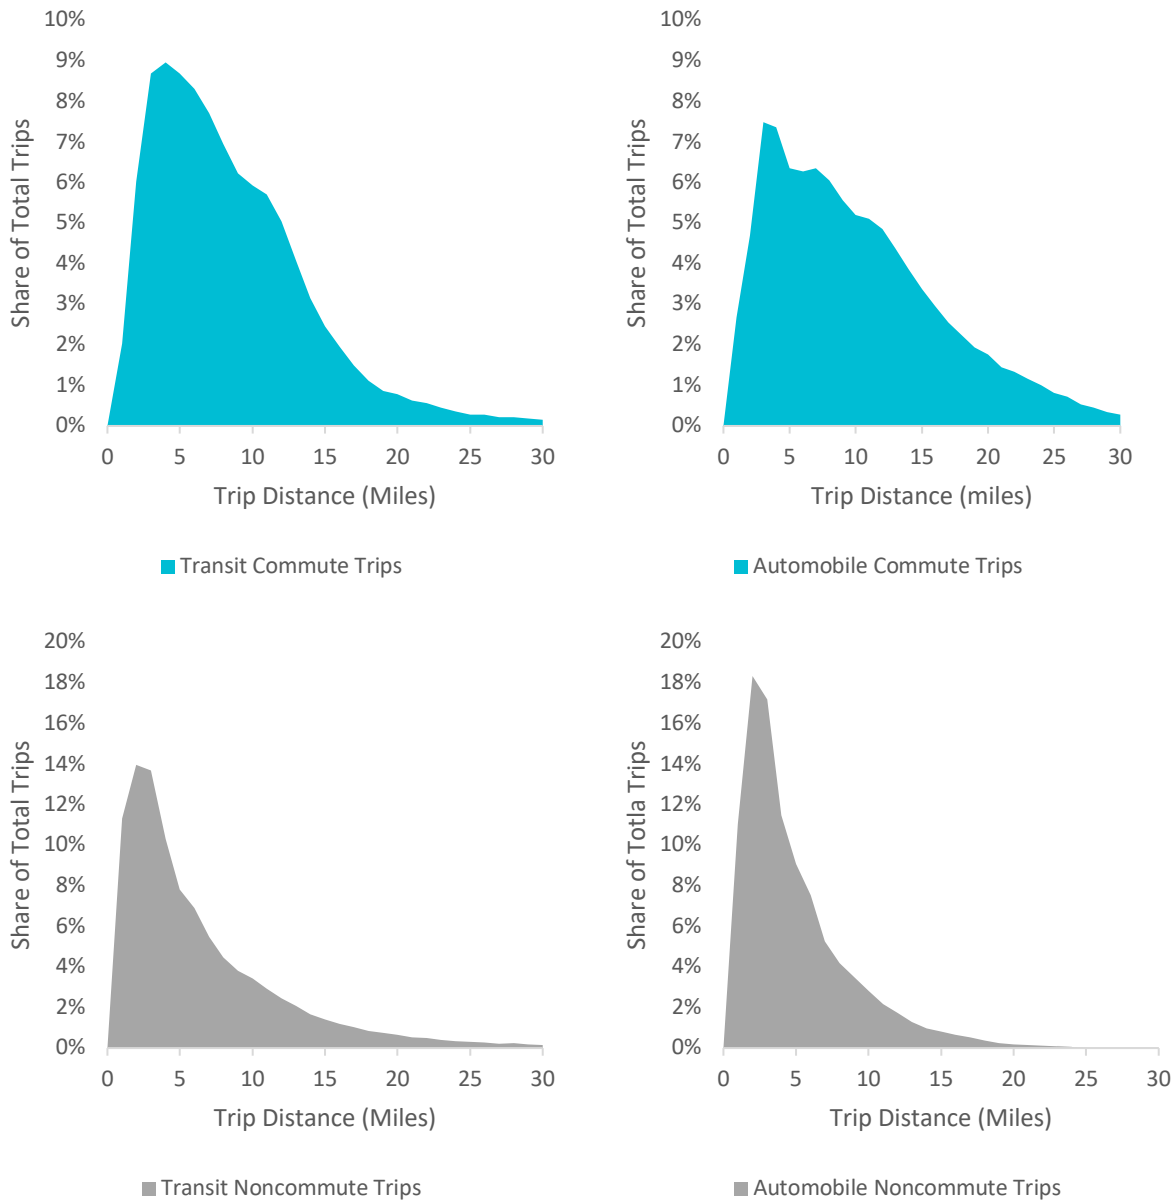 10%
9%
8%
7%
6%
5%
4%
3%
2%
1%
0%
Share of Total Trips
0 5 10 15 20 25 30
Trip Distance (Miles)
Transit Commute Trips
10%
9%
8%
7%
6%
5%
4%
3%
2%
1%
0%
Share of Total Trips
0 5 10 15 20 25 30
Trip Distance (miles)
Automobile Commute Trips
20%
18%
16%
14%
12%
10%
8%
6%
4%
2%
0%
Share of Total Trips
0 5 10 15 20 25 30
Trip Distance (Miles)
Transit Noncommute Trips
20%
18%
16%
14%
12%
10%
8%
6%
4%
2%
0%
Share of Totla Trips
0 5 10 15 20 25 30
Trip Distance (Miles)
Automobile Noncommute Trips